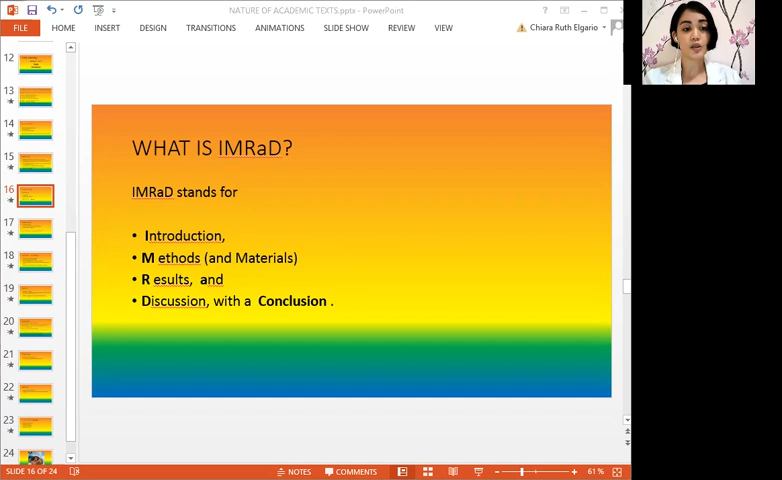 NATURE OF ACADEMIC TEXTS.pptx - PowerPoint
FILE HOME INSERT DESIGN TRANSITIONS ANIMATIONS SLIDE SHOW REVIEW VIEW Chiara Ruth Elgario
12
13
14
15
16
17
18
19
20
21
22
23
24
WHAT IS IMRaD?
IMRaD stands for
• Introduction,
• M ethods (and Materials)
• R esults, and
• Discussion, with a Conclusion .
SLIDE 16 OF 24 NOTES COMMENTS 61 %